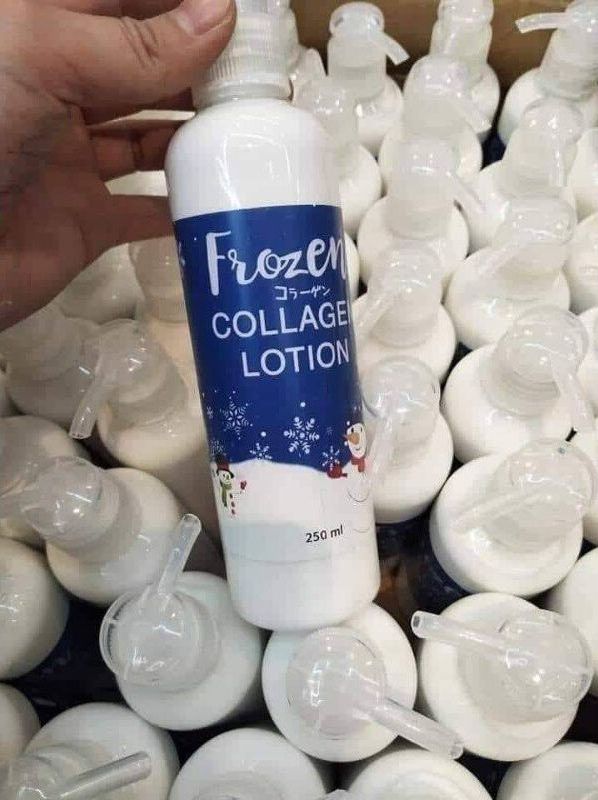 Frozen
コラーゲン
COLLAGE
LOTION
250 ml